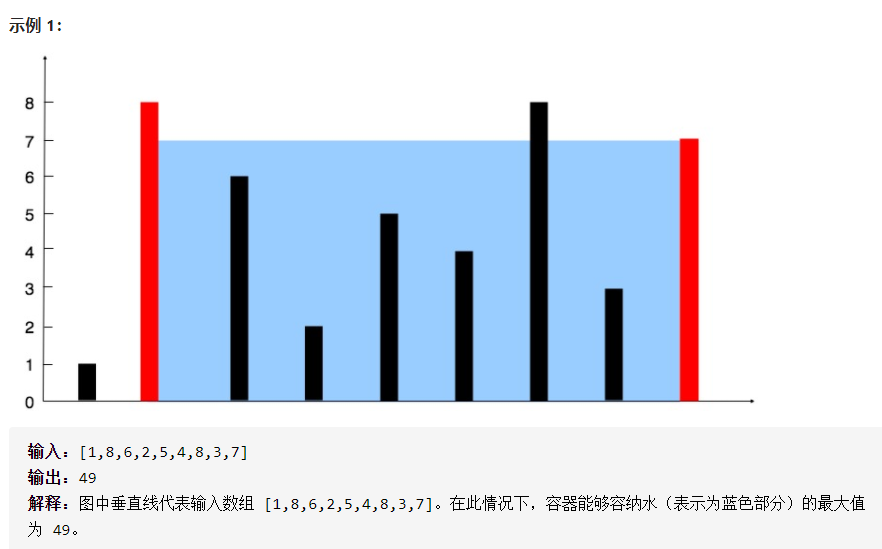 示例 1：
8
7
6
5
4
3
2
1
0
输入：[1,8,6,2,5,4,8,3,7]
输出：49
解释：图中垂直线代表输入数组 [1,8,6,2,5,4,8,3,7]。在此情况下，容器能够容纳水（表示为蓝色部分）的最大值
为 49。